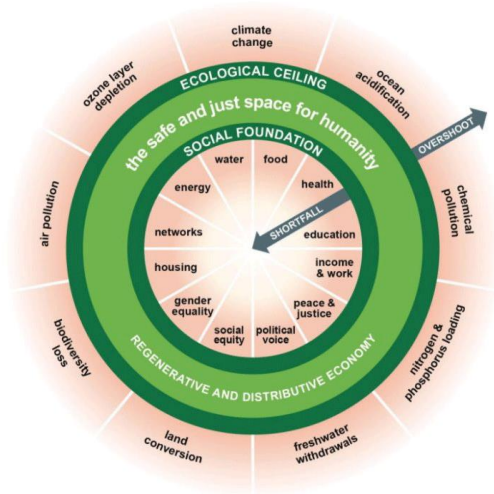 climate
change
ocean
acidification
chemical
pollution
nitrogen &
phosphorus loading
freshwater
withdrawals
land
conversion
biodiversity
loss
air pollution
ozone layer
depletion
ECOLOGICAL CEILING
the safe and just space for humanity
SOCIAL FOUNDATION
OVERSHOOT
SHORTFALL
water
food
health
education
income
& work
peace &
justice
political
voice
social
equity
gender
equality
housing
networks
energy
REGENERATIVE AND DISTRIBUTIVE ECONOMY